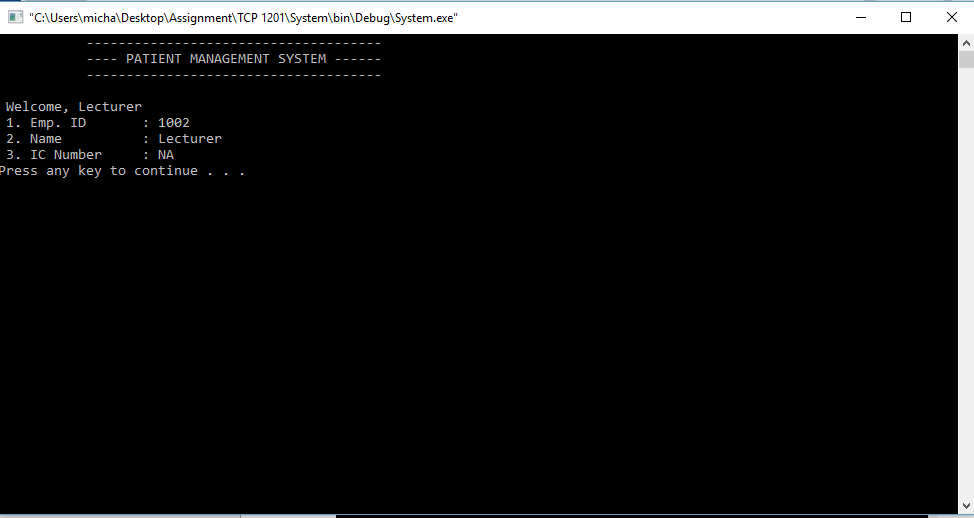 "C:\Users\micha\Desktop\Assignment\TCP 1201\System\bin\Debug\System.exe"
-------------------------------------
---- PATIENT MANAGEMENT SYSTEM ------
-------------------------------------
Welcome, Lecturer
1. Emp. ID       : 1002
2. Name          : Lecturer
3. IC Number     : NA
Press any key to continue . . .